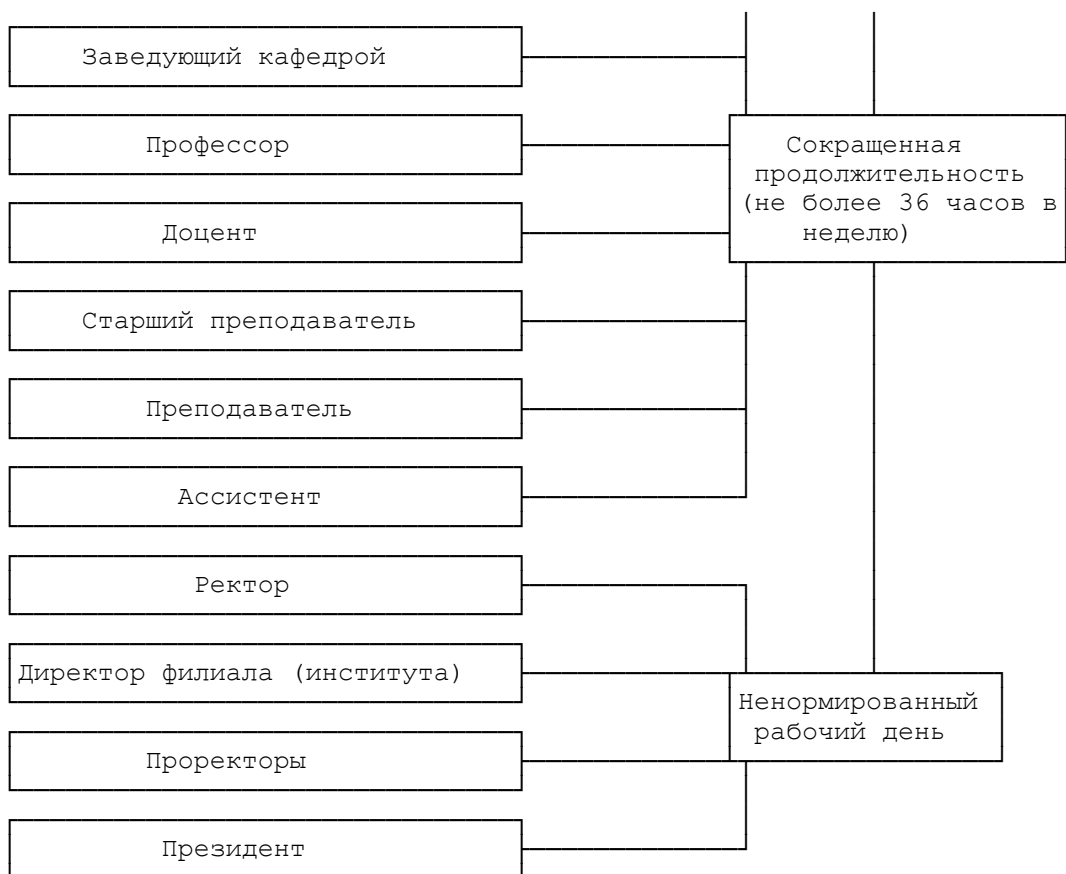 Заведующий кафедрой
Профессор
Сокращенная
продолжительность
(не более 36 часов в
неделю)
Доцент
Старший преподаватель
Преподаватель
Ассистент
Ректор
Директор филиала (института)
Ненормированный
рабочий день
Проректоры
Президент